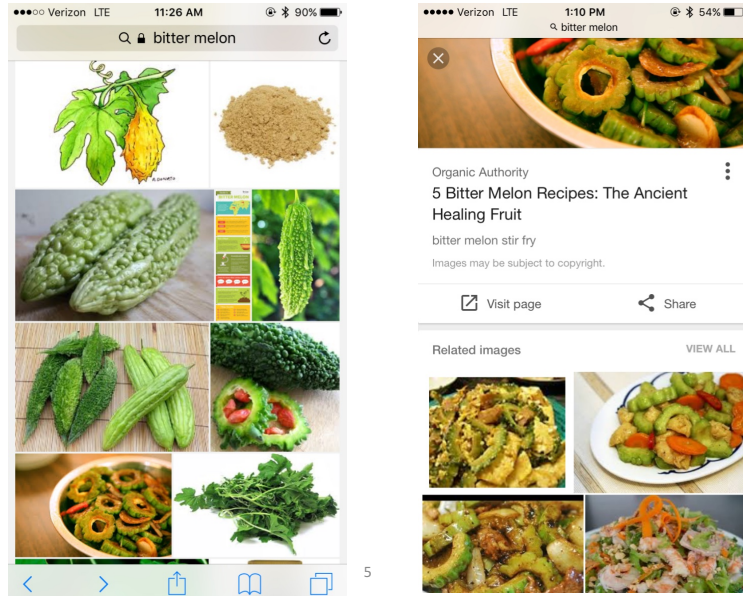 Verizon LTE 11:26 AM 90%
bitter melon
5
Verizon LTE 1:10 PM 54%
bitter melon
Organic Authority
5 Bitter Melon Recipes: The Ancient
Healing Fruit
bitter melon stir fry
Images may be subject to copyright.
Visit page Share
Related images VIEW ALL